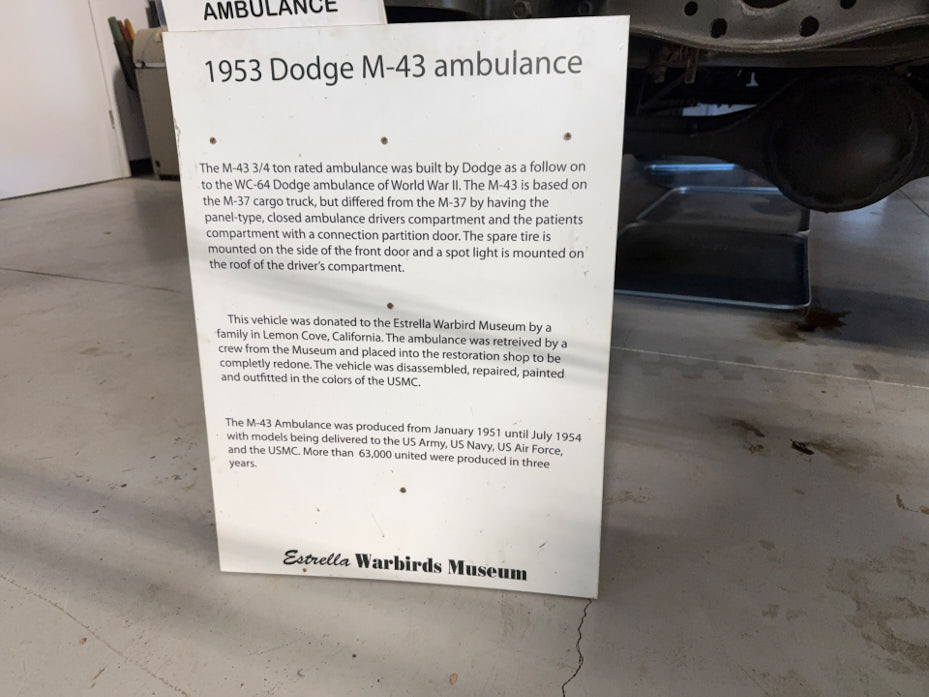 AMBULANCE
1953 Dodge M-43 ambulance
The M-43 3/4 ton rated ambulance was built by Dodge as a follow on
to the WC-64 Dodge ambulance of World War II. The M-43 is based on
the M-37 cargo truck, but differed from the M-37 by having the
panel-type, closed ambulance drivers compartment and the patients
compartment with a connection partition door. The spare tire is
mounted on the side of the front door and a spot light is mounted on
the roof of the driver's compartment.
This vehicle was donated to the Estrella Warbird Museum by a
family in Lemon Cove, California. The ambulance was retreived by a
crew from the Museum and placed into the restoration shop to be
completly redone. The vehicle was disassembled, repaired, painted
and outfitted in the colors of the USMC.
The M-43 Ambulance was produced from January 1951 until July 1954
with models being delivered to the US Army, US Navy, US Air Force,
and the USMC. More than 63,000 united were produced in three
years.
Estrella Warbirds Museum